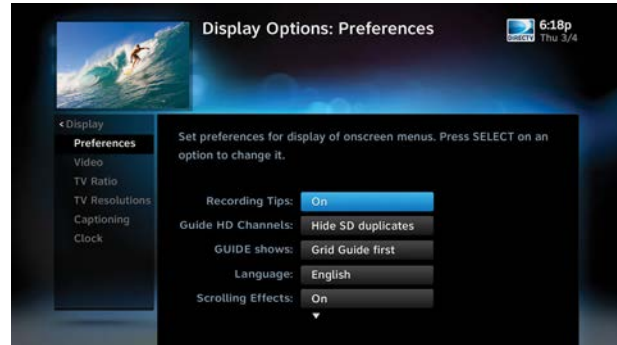 Display Options: Preferences
DIRECTV
6:18p
Thu 3/4
Display
Preferences
Video
TV Ratio
TV Resolutions
Captioning
Clock
Set preferences for display of onscreen menus. Press SELECT on an
option to change it.
Recording Tips: On
Guide HD Channels: Hide SD duplicates
GUIDE shows: Grid Guide first
Language: English
Scrolling Effects: On